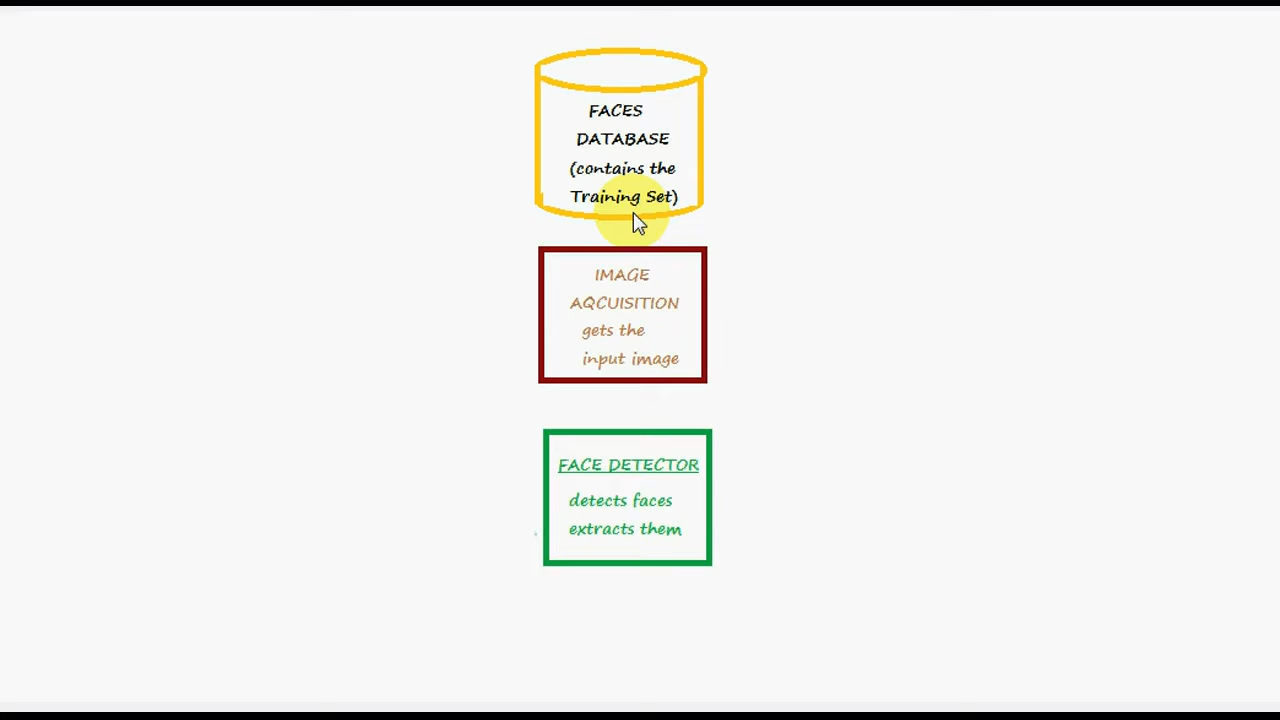 FACES
DATABASE
(contains the
Training Set)
IMAGE
AQCUISITION
gets the
input image
FACE DETECTOR
detects faces
extracts them